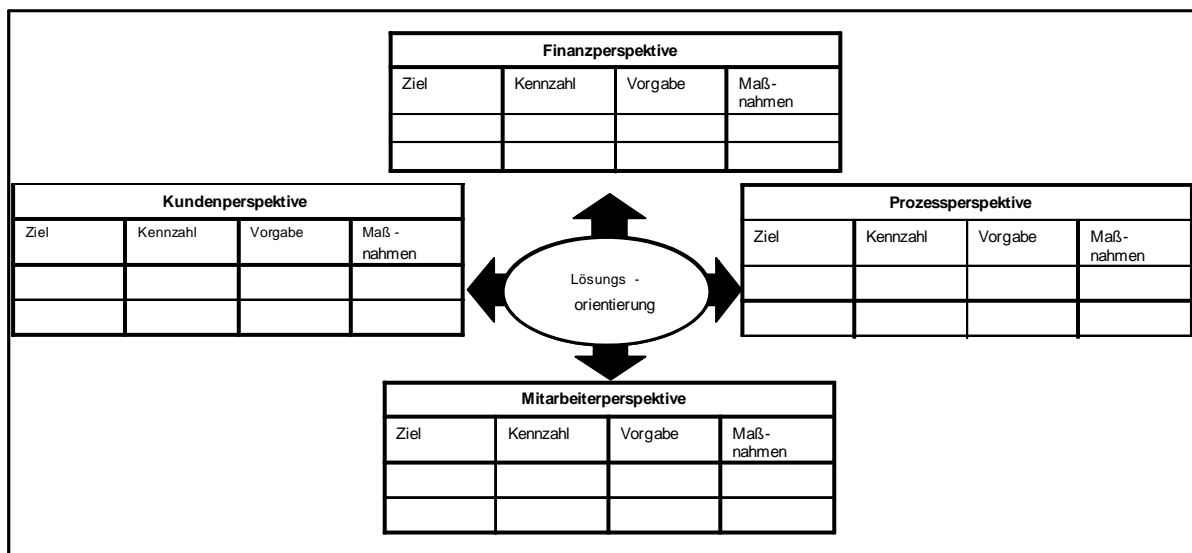 Finanzperspektive
Ziel Kennzahl Vorgabe Maß-
nahmen
Kundenperspektive
Ziel Kennzahl Vorgabe Maß -
nahmen
Prozessperspektive
Ziel Kennzahl Vorgabe Maß-
nahmen
Lösungs -
orientierung
Mitarbeiterperspektive
Ziel Kennzahl Vorgabe Maß-
nahmen